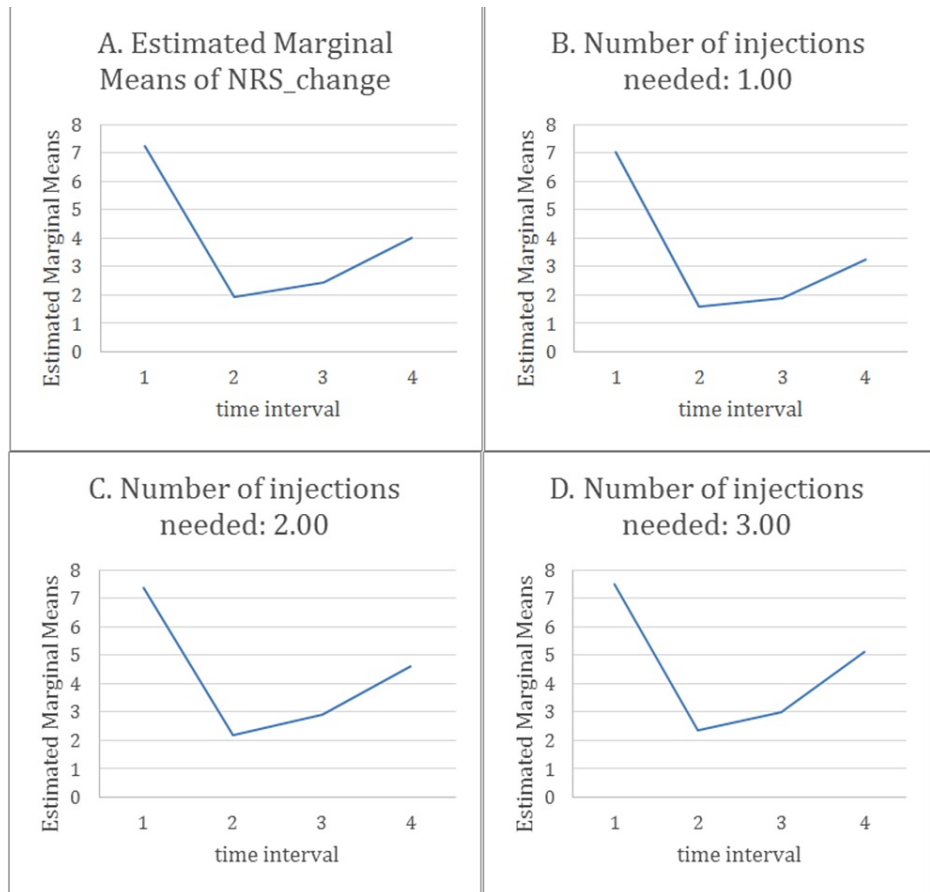 A. Estimated Marginal
Means of NRS_change
Estimated Marginal Means
8
7
6
5
4
3
2
1
0
1 2 3 4
time interval
B. Number of injections
needed: 1.00
Estimated Marginal Means
8
7
6
5
4
3
2
1
0
1 2 3 4
time interval
C. Number of injections
needed: 2.00
Estimated Marginal Means
8
7
6
5
4
3
2
1
0
1 2 3 4
time interval
D. Number of injections
needed: 3.00
Estimated Marginal Means
8
7
6
5
4
3
2
1
0
1 2 3 4
time interval